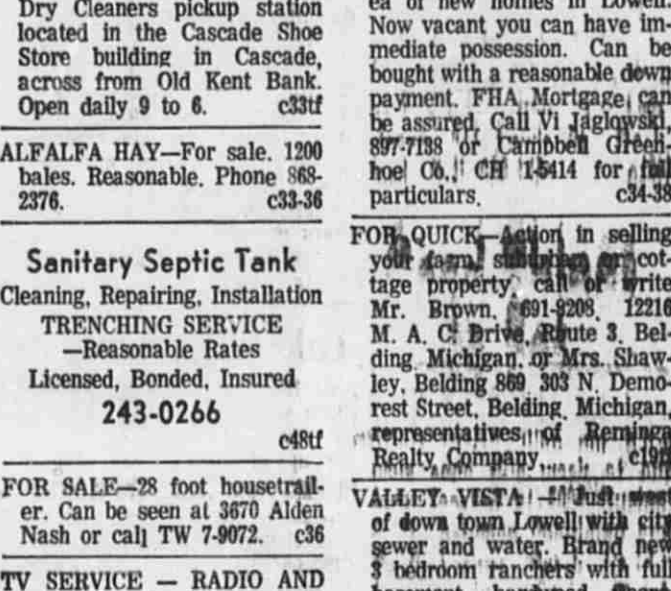 Dry Cleaners pickup station
located in the Cascade Shoe
Store building in Cascade,
across from Old Kent Bank.
Open daily 9 to 6. c33tf
ALFALFA HAY—For sale. 1200
bales. Reasonable. Phone 868-
2376. c33-36
Sanitary Septic Tank
Cleaning, Repairing, Installation
TRENCHING SERVICE
—Reasonable Rates
Licensed, Bonded, Insured
243-0266
c48tf
FOR SALE—28 foot housetrail-
er. Can be seen at 3670 Alden
Nash or call TW 7-9072. c36
TV SERVICE — RADIO AND
ea of new homes in Lowell.
Now vacant you can have im-
mediate possession. Can be
bought with a reasonable down
payment. FHA Mortgage can
be assured. Call Vi Jaglowski,
897-7138 or Campbell Green-
hoe Co., CH 1-5414 for full
particulars. c34-35
FOR QUICK—Action in selling
your farm, suburban or cot-
tage property, call or write
Mr. Brown, 691-8208, 12216
M. A. C. Drive, Route 3, Bel-
ding, Michigan, or Mrs. Shaw-
ley, Belding 869, 303 N. Demo-
rest Street, Belding, Michigan,
representatives of Reminga
Realty Company. c19tf
VALLEY VISTA — Just west
of down town Lowell with city
sewer and water. Brand new
3 bedroom ranchers with full